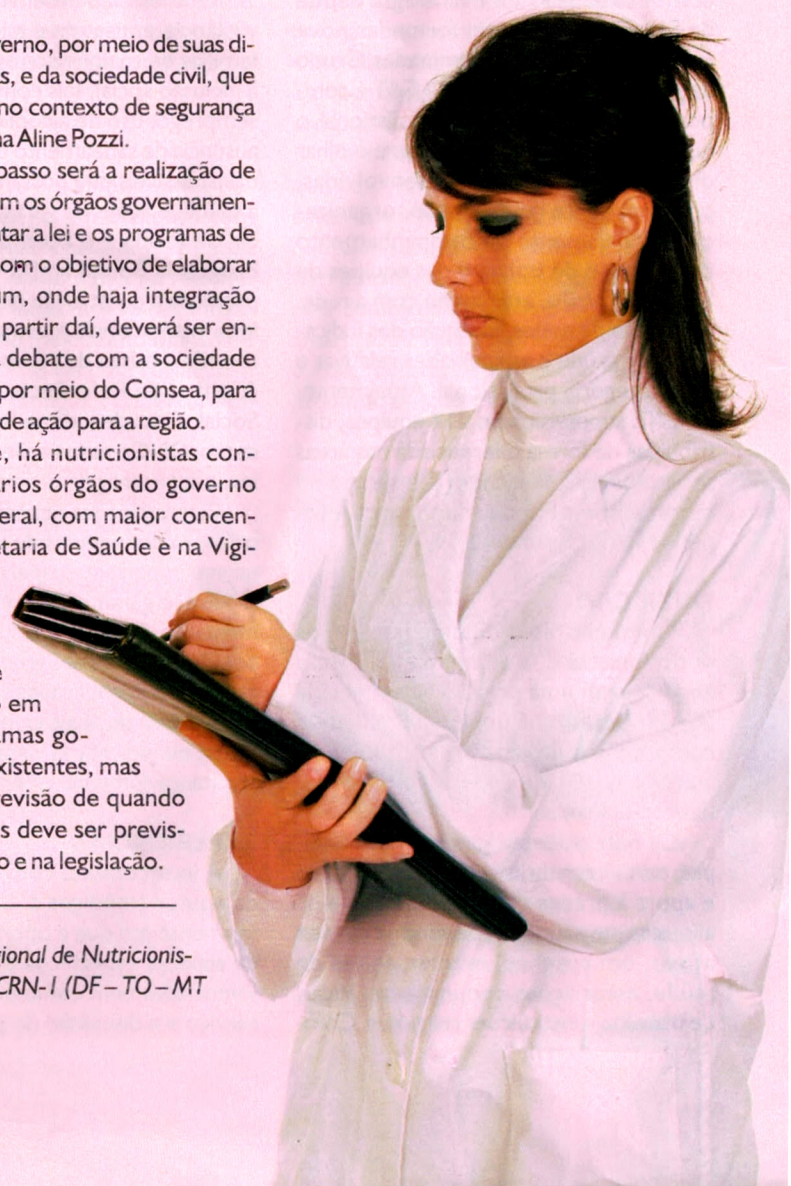 erno, por meio de suas di-
s, e da sociedade civil, que
no contexto de segurança
a Aline Pozzi.
passo será a realização de
m os órgãos governamen-
tar a lei e os programas de
om o objetivo de elaborar
um, onde haja integração
partir daí, deverá ser en-
debate com a sociedade
por meio do Consea, para
de ação para a região.
, há nutricionistas con-
rios órgãos do governo
eral, com maior concen-
etaria de Saúde e na Vigi-
e
em
mas go-
xistentes, mas
revisão de quando
s deve ser previs-
o e na legislação.
ional de Nutricionis-
CRN-1 (DF – TO – MT